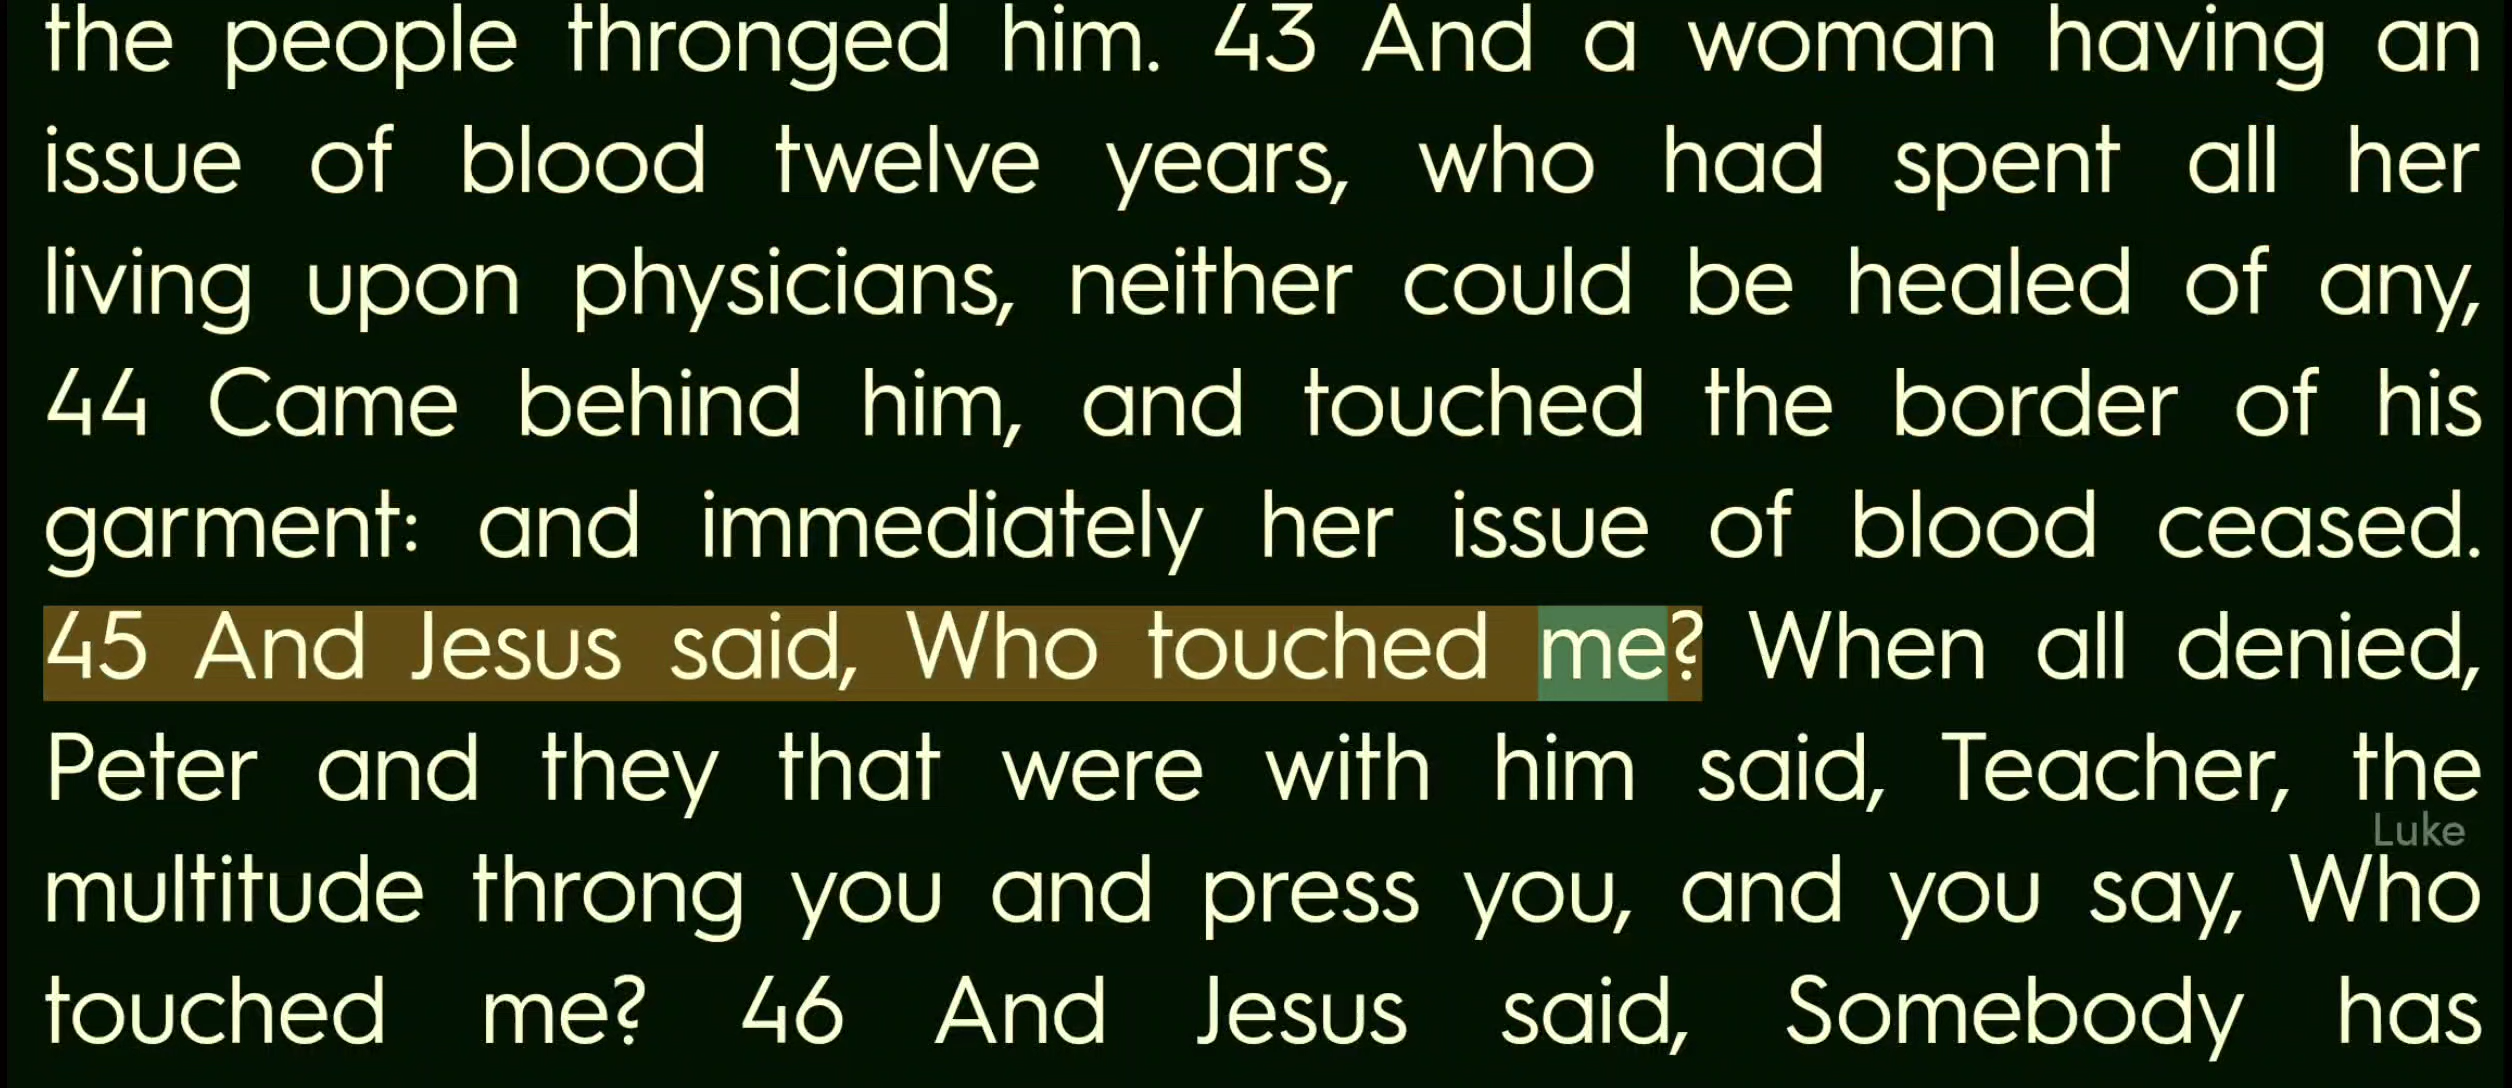 the people thronged him. 43 And a woman having an
issue of blood twelve years, who had spent all her
living upon physicians, neither could be healed of any,
44 Came behind him, and touched the border of his
garment: and immediately her issue of blood ceased.
45 And Jesus said, Who touched me? When all denied,
Peter and they that were with him said, Teacher, the
Luke
multitude throng you and press you, and you say, Who
touched me? 46 And Jesus said, Somebody has